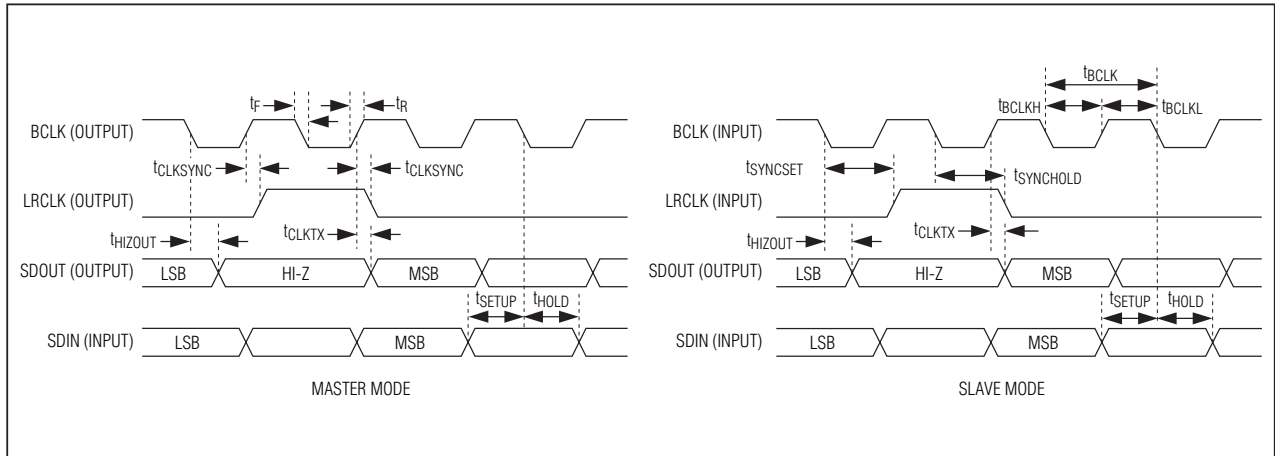 tF
tR
BCLK (OUTPUT)
tCLKSYNC
tCLKSYNC
LRCLK (OUTPUT)
tHIZOUT
tCLKTX
SDOUT (OUTPUT)
LSB
HI-Z
MSB
tSETUP
tHOLD
SDIN (INPUT)
LSB
MSB
MASTER MODE
tBCLK
tBCLKH
tBCLKL
BCLK (INPUT)
tSYNCSET
tSYNCHOLD
LRCLK (INPUT)
tHIZOUT
tCLKTX
SDOUT (OUTPUT)
LSB
HI-Z
MSB
tSETUP
tHOLD
SDIN (INPUT)
LSB
MSB
SLAVE MODE